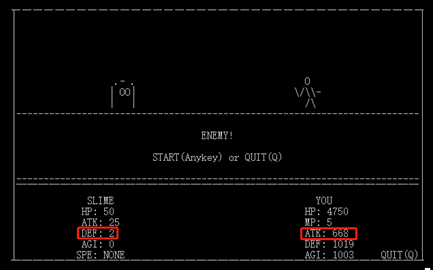 ENEMY!
START(Anykey) or QUIT(Q)
SLIME
HP: 50
ATK: 25
DEF: 2
AGI: 0
SPE: NONE
YOU
HP: 4750
MP: 5
ATK: 668
DEF: 1019
AGI: 1003
QUIT(Q)